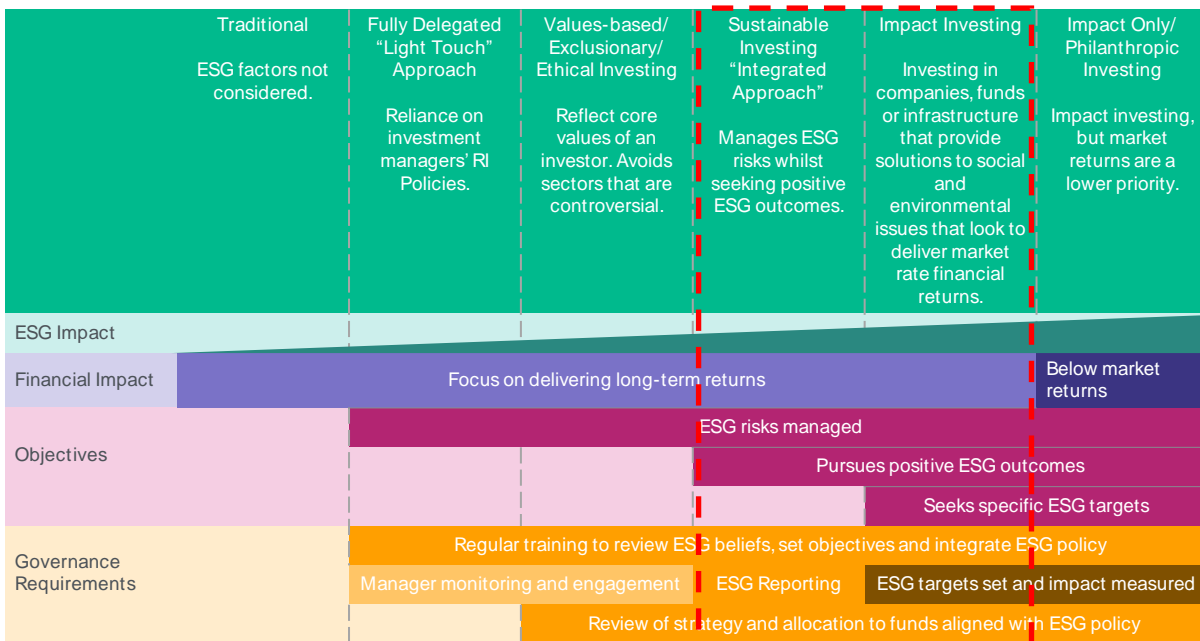 Traditional
ESG factors not
considered.
Fully Delegated
“Light Touch”
Approach
Reliance on
investment
managers’ RI
Policies.
Values-based/
Exclusionary/
Ethical Investing
Reflect core
values of an
investor. Avoids
sectors that are
controversial.
Sustainable
Investing
“Integrated
Approach”
Manages ESG
risks whilst
seeking positive
ESG outcomes.
Impact Investing
Investing in
companies, funds
or infrastructure
that provide
solutions to social
and
environmental
issues that look to
deliver market
rate financial
returns.
Impact Only/
Philanthropic
Investing
Impact investing,
but market
returns are a
lower priority.
ESG Impact
Financial Impact
Focus on delivering long-term returns
Below market
returns
Objectives
ESG risks managed
Pursues positive ESG outcomes
Seeks specific ESG targets
Governance
Requirements
Regular training to review ESG beliefs, set objectives and integrate ESG policy
Manager monitoring and engagement
ESG Reporting
ESG targets set and impact measured
Review of strategy and allocation to funds aligned with ESG policy